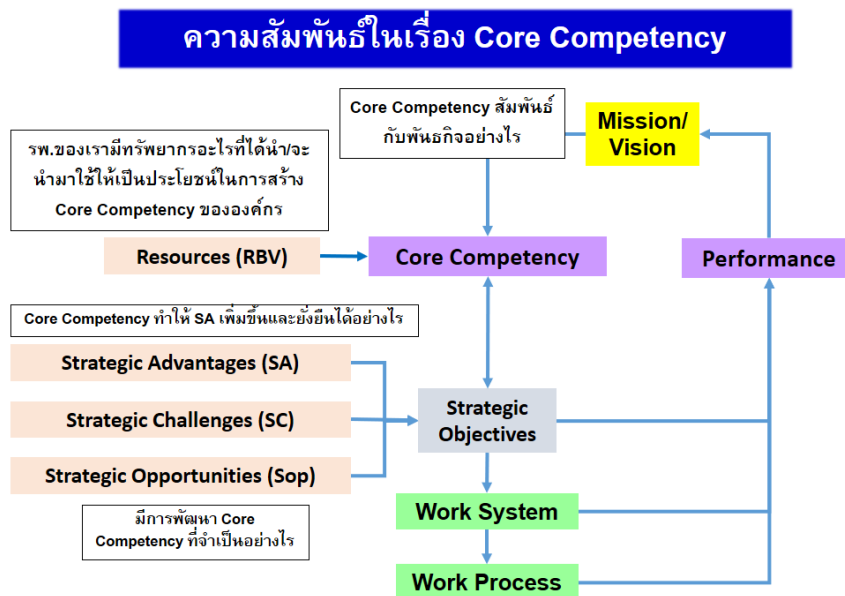 ความสัมพันธ์ในเรื่อง Core Competency
Core Competency สัมพันธ์
กับพันธกิจอย่างไร
Mission/
Vision
รพ.ของเรามีทรัพยากรอะไรที่ได้นำ/จะ
นำมาใช้ให้เป็นประโยชน์ในการสร้าง
Core Competency ขององค์กร
Resources (RBV)
Core Competency
Performance
Core Competency ทำให้ SA เพิ่มขึ้นและยั่งยืนได้อย่างไร
Strategic Advantages (SA)
Strategic Challenges (SC)
Strategic
Objectives
Strategic Opportunities (Sop)
มีการพัฒนา Core
Competency ที่จำเป็นอย่างไร
Work System
Work Process